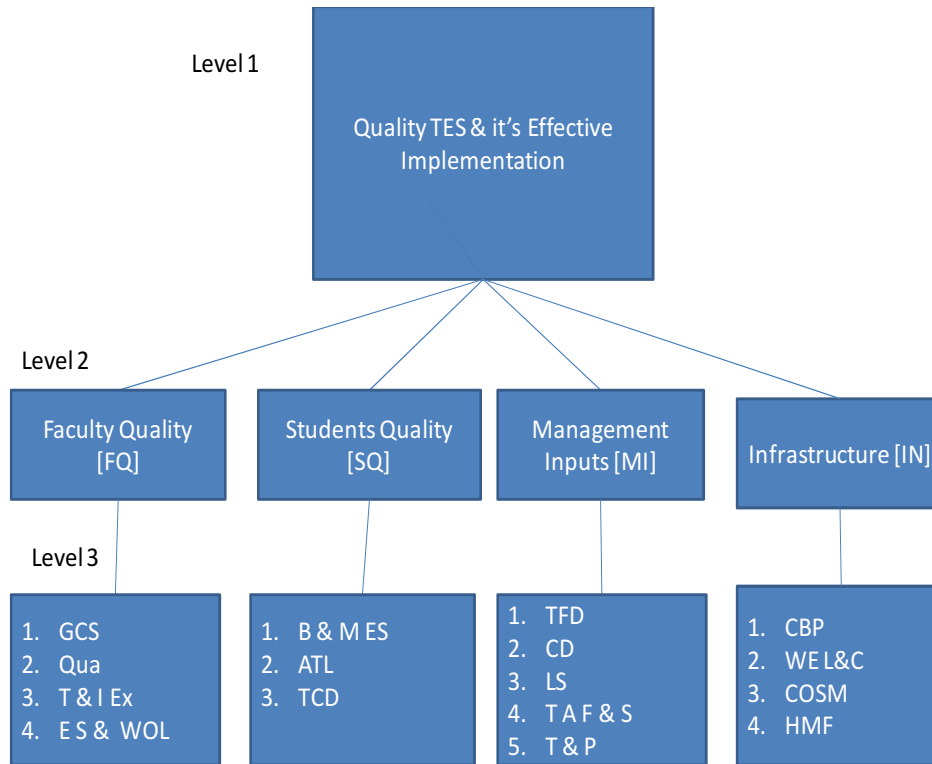 Level 1
Quality TES & it's Effective
Implementation
Level 2
Faculty Quality
[FQ]
Students Quality
[SQ]
Management
Inputs [MI]
Infrastructure [IN]
Level 3
1. GCS
2. Qua
3. T & I Ex
4. E S & WOL
1. B & M ES
2. ATL
3. TCD
1. TFD
2. CD
3. LS
4. T A F & S
5. T & P
1. CBP
2. WE L&C
3. COSM
4. HMF